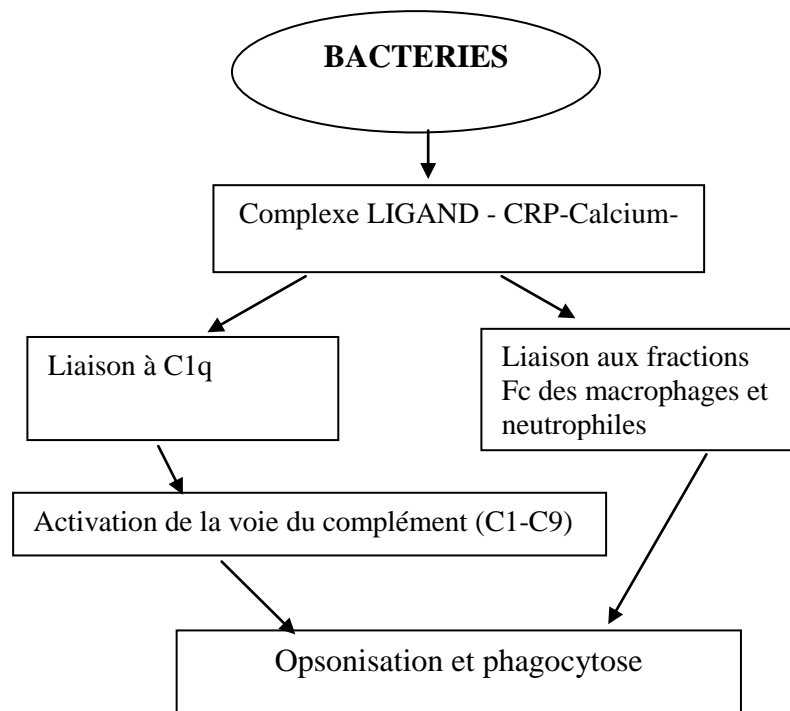 BACTERIES
Complexe LIGAND - CRP-Calcium-
Liaison à C1q
Liaison aux fractions
Fc des macrophages et
neutrophiles
Activation de la voie du complément (C1-C9)
Opsonisation et phagocytose